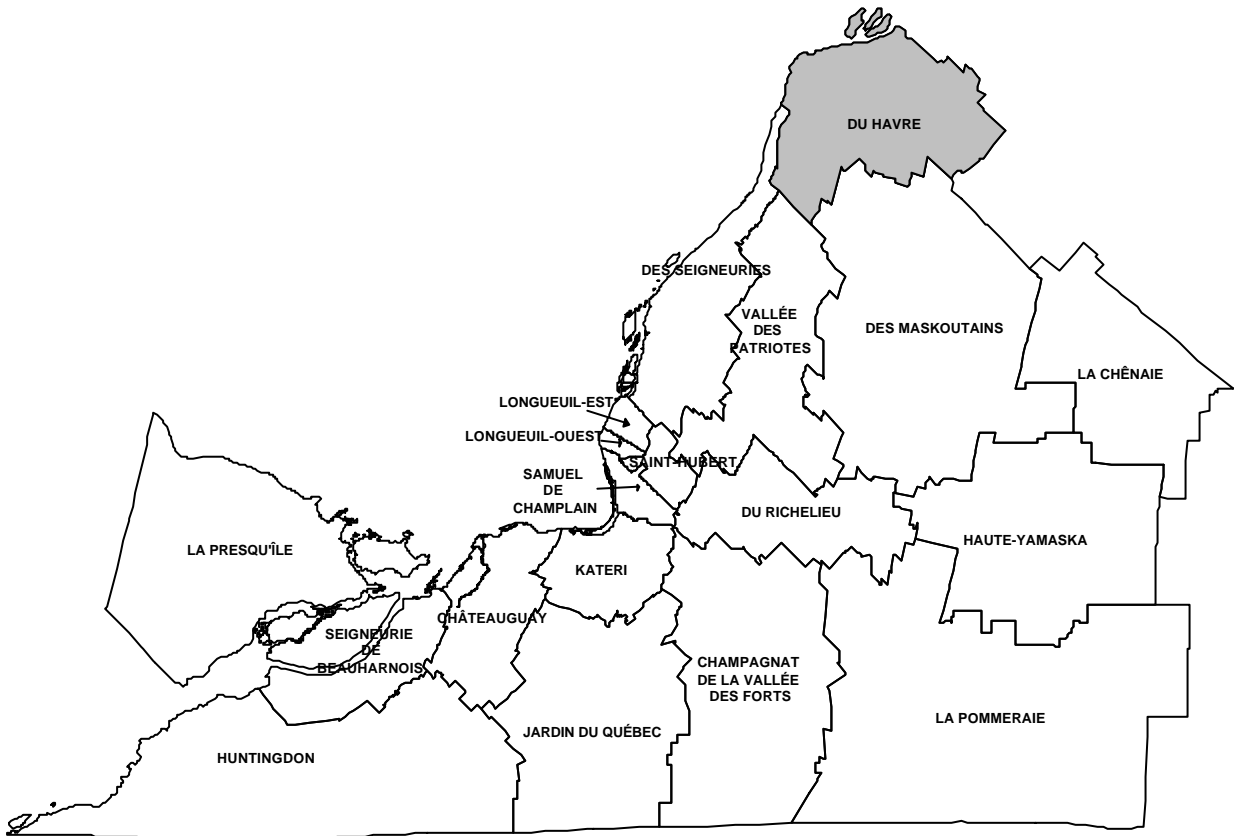 DU HAVRE
DES SEIGNEURIES
VALLÉE
DES
PATRIOTES
DES MASKOUTAINS
LA CHÊNAIE
LONGUEUIL-EST
LONGUEUIL-OUEST
SAINT-HUBERT
SAMUEL
DE
CHAMPLAIN
DU RICHELIEU
HAUTE-YAMASKA
LA PRESQU'ÎLE
KATERI
CHÂTEAUGUAY
SEIGNEURIE
DE
BEAUHARNOIS
CHAMPAGNAT
DE LA VALLÉE
DES FORTS
LA POMMERAIE
JARDIN DU QUÉBEC
HUNTINGDON